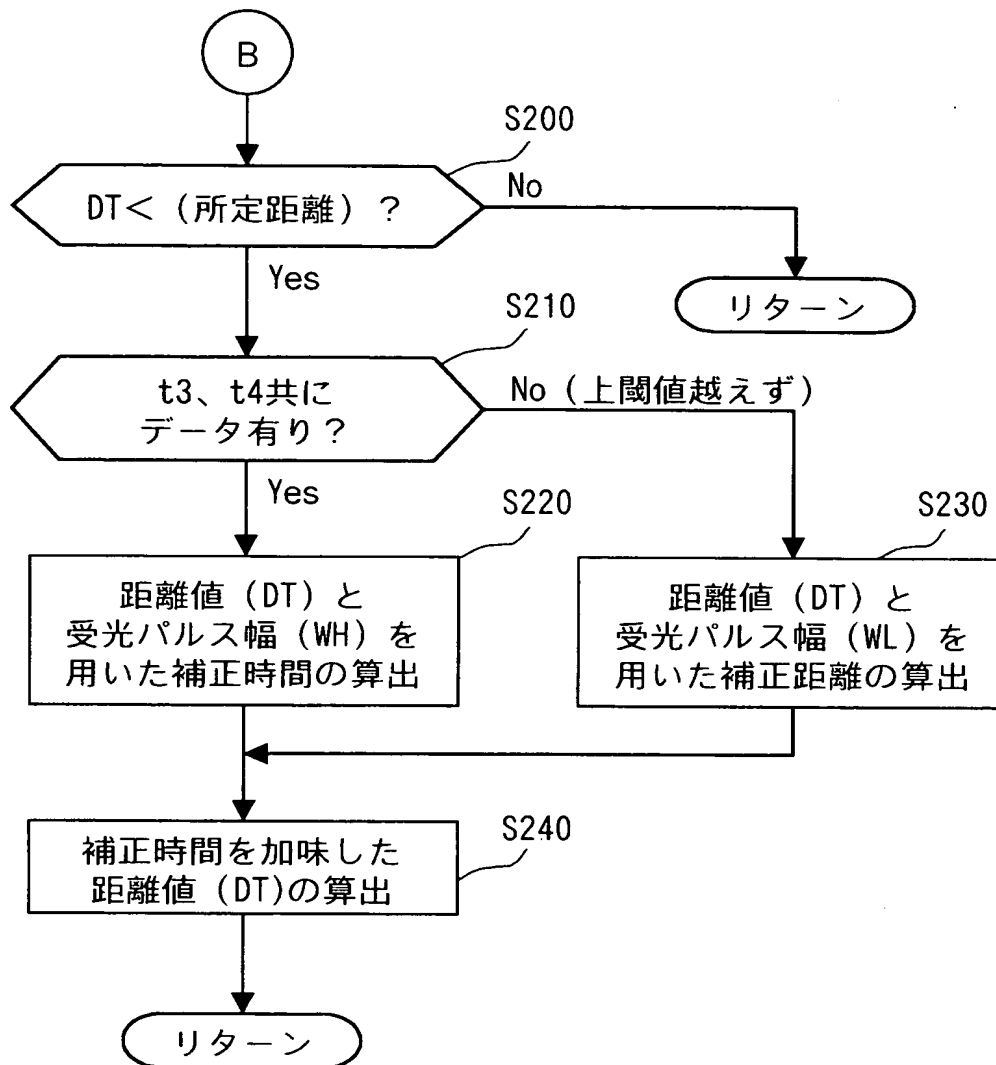 B
S200
DT<（所定距離）？
No
Yes
リターン
S210
t3、t4共に
データ有り？
No（上閾値越えず）
Yes
S220
距離値（DT）と
受光パルス幅（WH）を
用いた補正時間の算出
S230
距離値（DT）と
受光パルス幅（WL）を
用いた補正距離の算出
S240
補正時間を加味した
距離値（DT)の算出
リターン